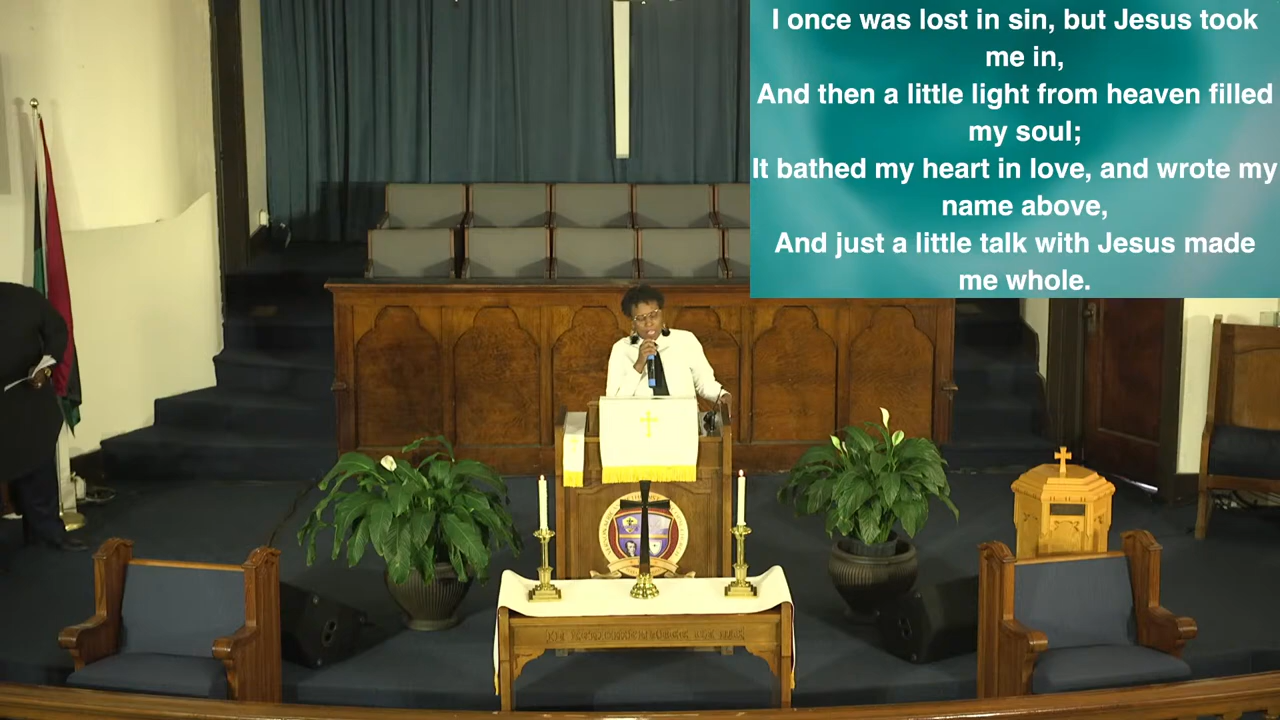 I once was lost in sin, but Jesus took
me in,
And then a little light from heaven filled
my soul;
It bathed my heart in love, and wrote my
name above,
And just a little talk with Jesus made
me whole.